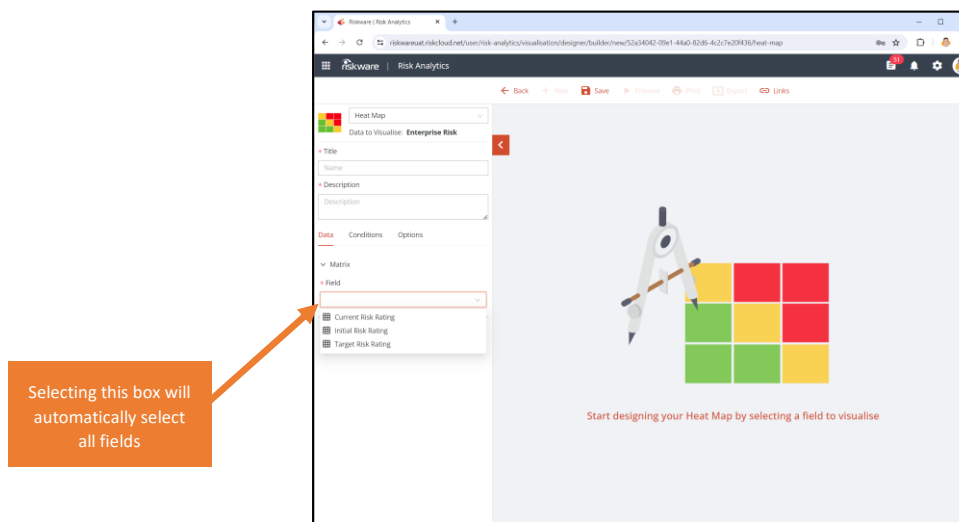 Riskware | Risk Analytics
riskwareuat.riskcloud.net/user/risk-analytics/visualisation/designer/builder/new/52a34042-09e1-44a0-82d6-4c2c7e20f436/heat-map
riskware | Risk Analytics
51
Back New Save Preview Print Export Links
Heat Map
Data to Visualise: Enterprise Risk
* Title
Name
* Description
Description
Data Conditions Options
Matrix
* Field
Current Risk Rating
Initial Risk Rating
Target Risk Rating
Selecting this box will
automatically select
all fields
Start designing your Heat Map by selecting a field to visualise